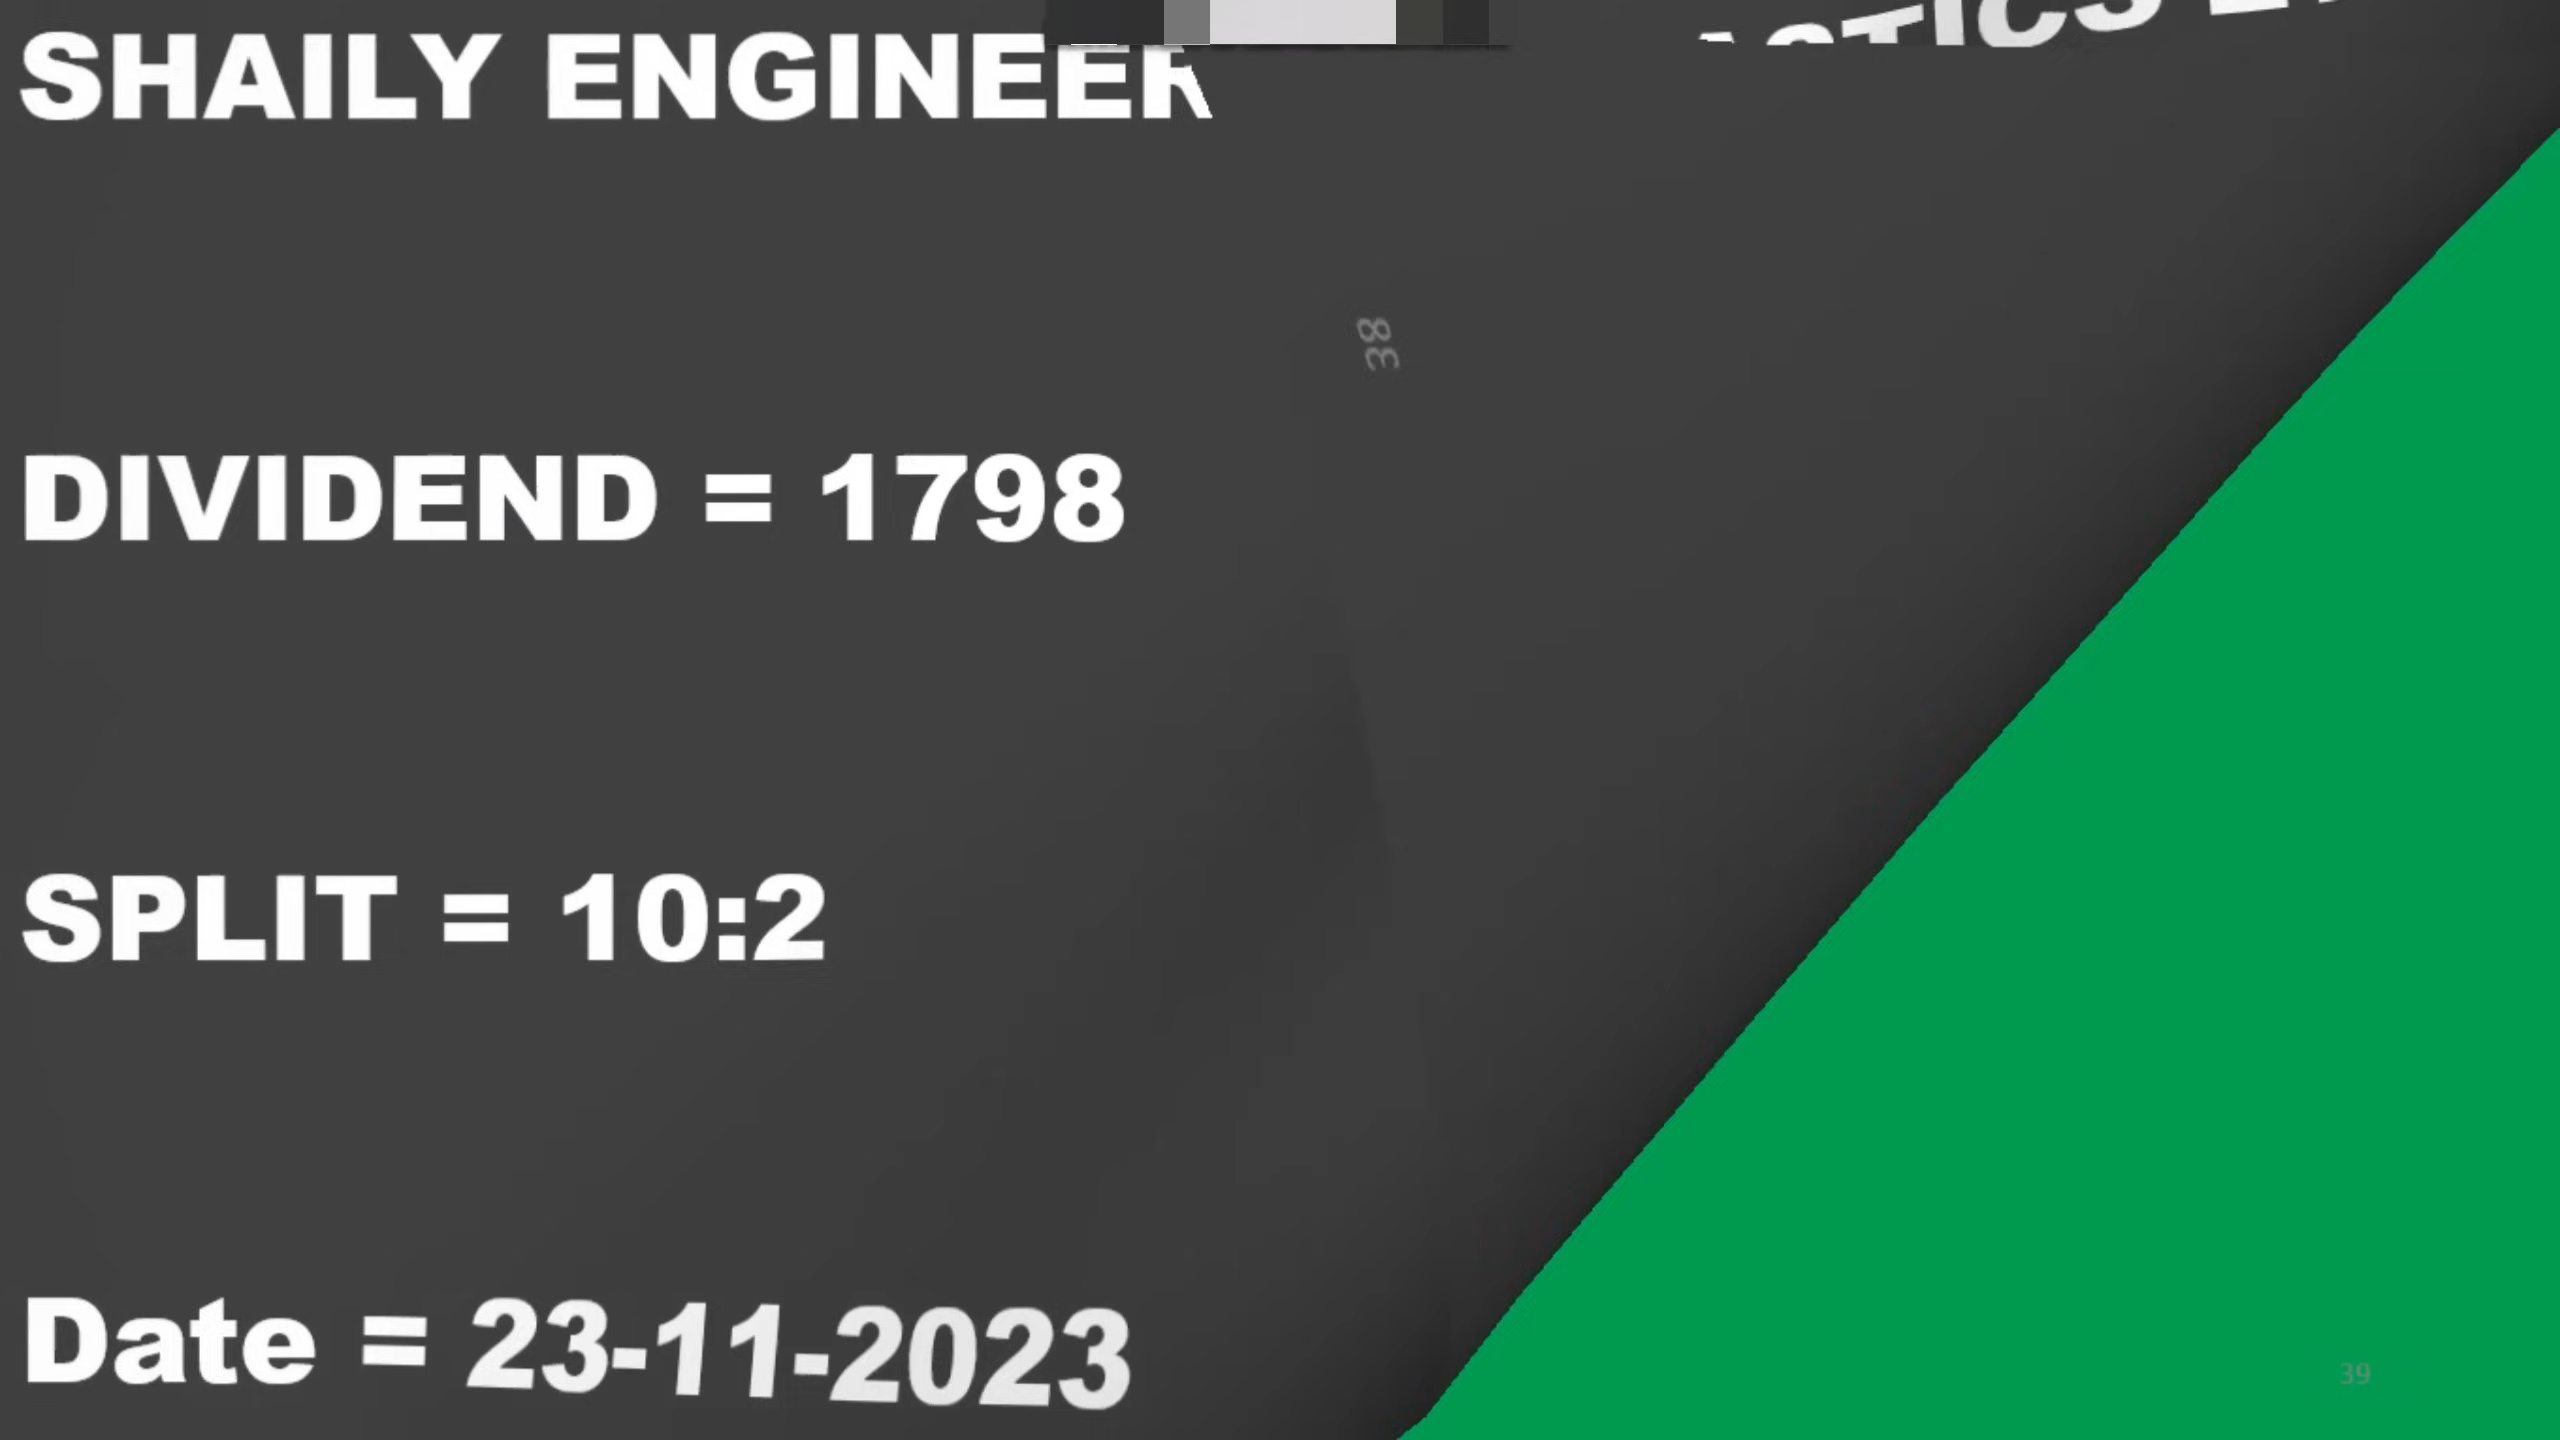 SHAILY ENGINEER
DIVIDEND = 1798
SPLIT = 10:2
Date = 23-11-2023
38
39